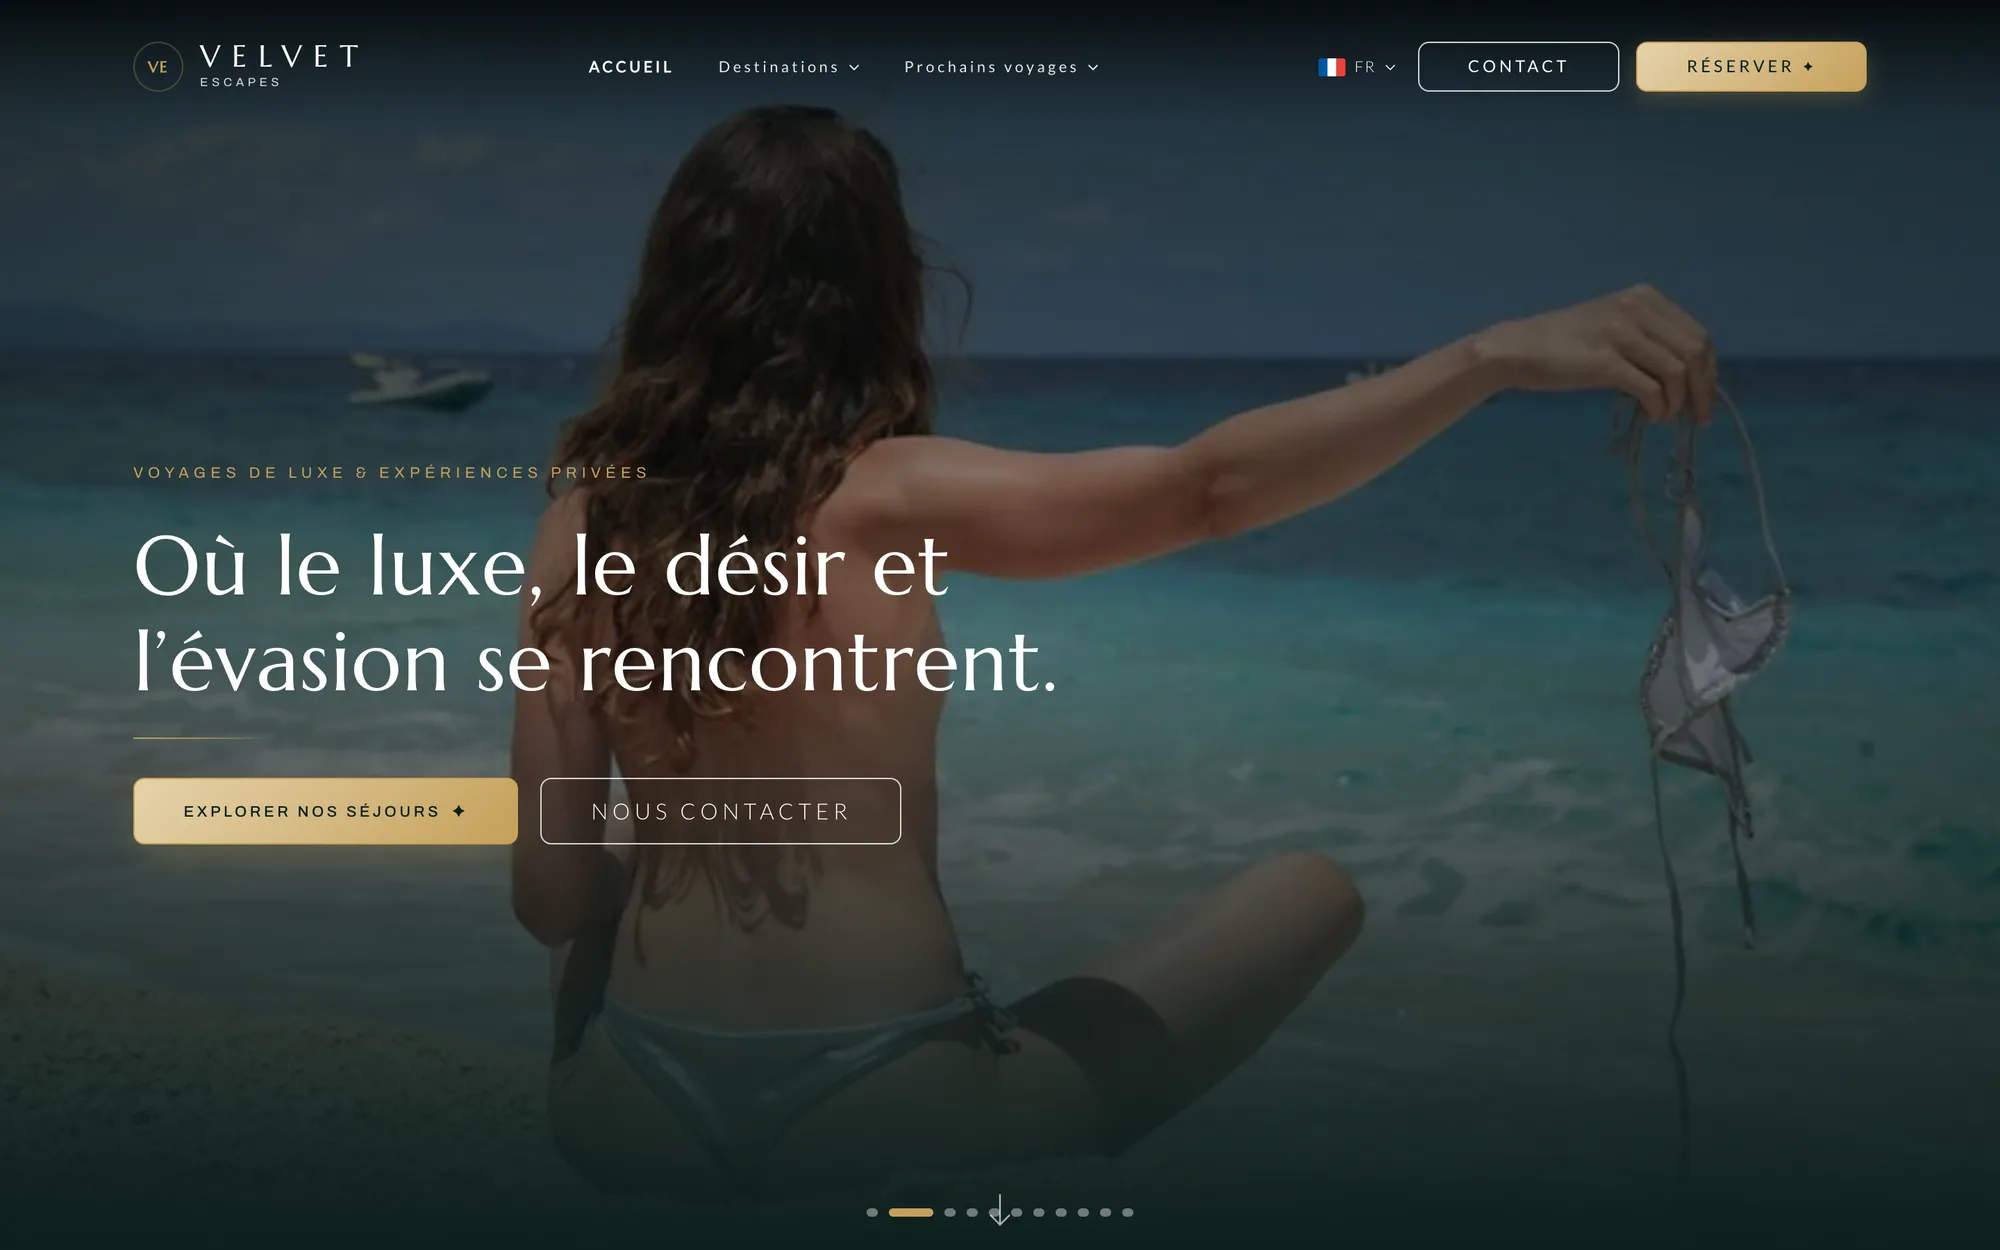 VE
VELVET
ESCAPES
ACCUEIL
Destinations
Prochains voyages
FR
CONTACT
RÉSERVER ✦
VOYAGES DE LUXE & EXPÉRIENCES PRIVÉES
Où le luxe, le désir et
l’évasion se rencontrent.
EXPLORER NOS SÉJOURS ✦
NOUS CONTACTER